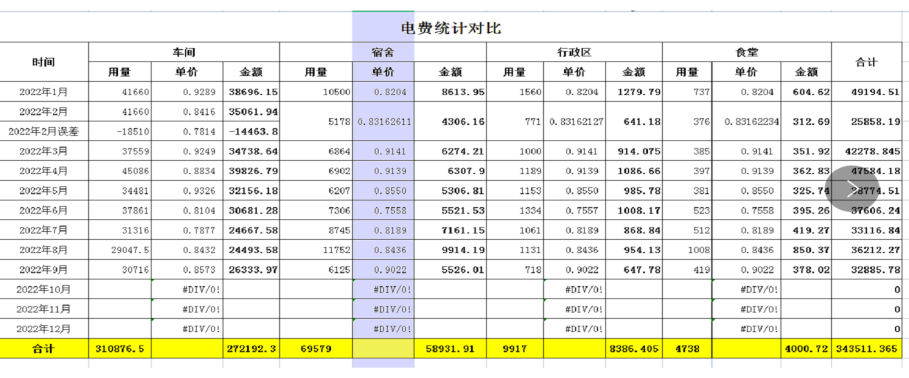 电费统计对比
时间 车间 宿舍 行政区 食堂 合计
用量 单价 金额 用量 单价 金额 用量 单价 金额 用量 单价 金额
2022年1月 41660 0.9289 38696.15 10500 0.8204 8613.95 1560 0.8204 1279.79 737 0.8204 604.62 49194.51
2022年2月 41660 0.8416 35061.94 5178 0.83162611 4306.16 771 0.83162127 641.18 376 0.83162234 312.69 25858.19
2022年2月误差 -18510 0.7814 -14463.8
2022年3月 37559 0.9249 34738.64 6864 0.9141 6274.21 1000 0.9141 914.075 385 0.9141 351.92 42278.845
2022年4月 45086 0.8834 39826.79 6902 0.9139 6307.9 1189 0.9139 1086.66 397 0.9139 362.83 47584.18
2022年5月 34481 0.9326 32156.18 6207 0.8550 5306.81 1153 0.8550 985.78 381 0.8550 325.74 38774.51
2022年6月 37861 0.8104 30681.28 7306 0.7558 5521.53 1334 0.7557 1008.17 523 0.7558 395.26 37606.24
2022年7月 31316 0.7877 24667.58 8745 0.8189 7161.15 1061 0.8189 868.84 512 0.8189 419.27 33116.84
2022年8月 29047.5 0.8432 24493.58 11752 0.8436 9914.19 1131 0.8436 954.13 1008 0.8436 850.37 36212.27
2022年9月 30716 0.8573 26333.97 6125 0.9022 5526.01 718 0.9022 647.78 419 0.9022 378.02 32885.78
2022年10月 #DIV/0! #DIV/0! #DIV/0! #DIV/0! 0
2022年11月 #DIV/0! #DIV/0! #DIV/0! #DIV/0! 0
2022年12月 #DIV/0! #DIV/0! #DIV/0! #DIV/0! 0
合计 310876.5 272192.3 69579 58931.91 9917 8386.405 4738 4000.72 343511.365